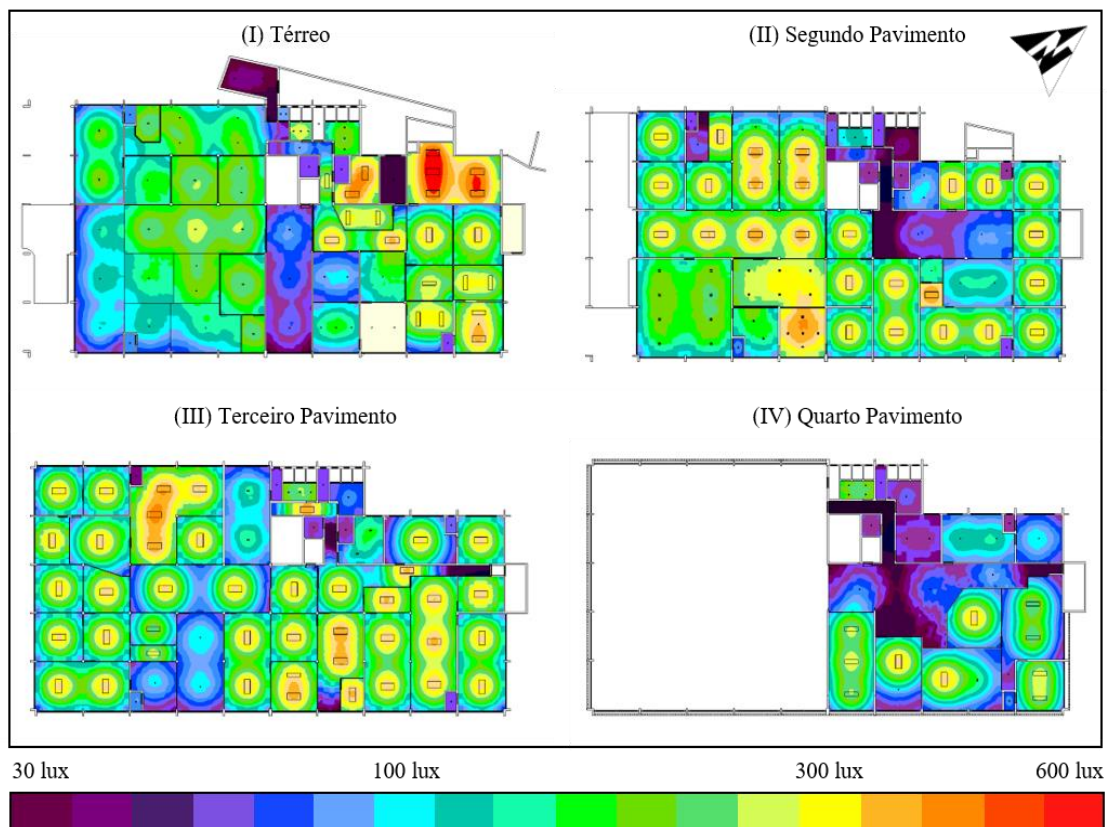 (I) Térreo
(II) Segundo Pavimento
(III) Terceiro Pavimento
(IV) Quarto Pavimento
30 lux 100 lux 300 lux 600 lux